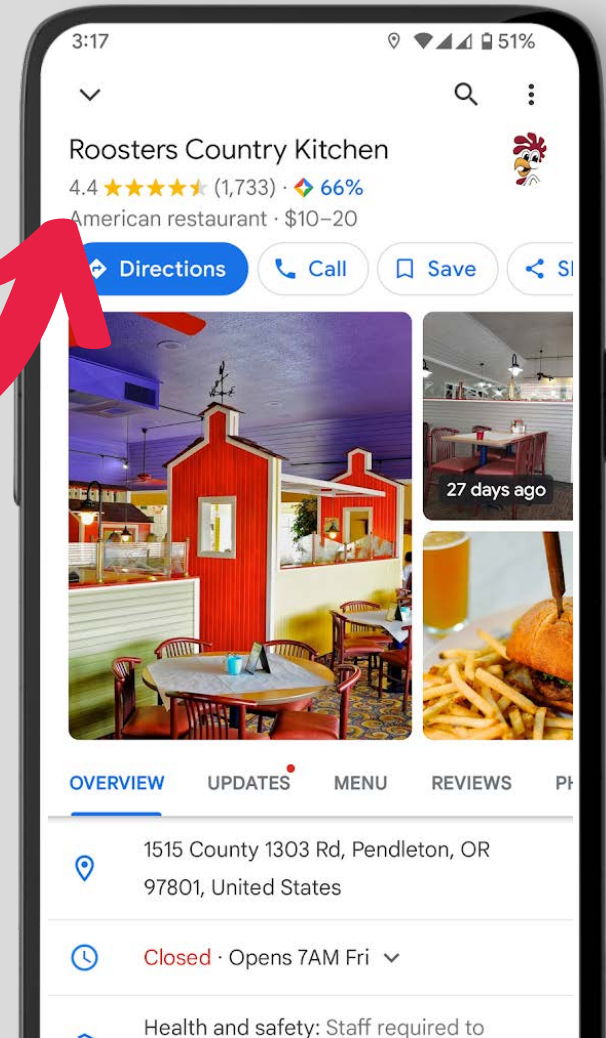 3:17 51%
Roosters Country Kitchen
4.4 (1,733) · 66%
American restaurant · $10–20
Directions Call Save
27 days ago
OVERVIEW UPDATES MENU REVIEWS
1515 County 1303 Rd, Pendleton, OR
97801, United States
Closed · Opens 7AM Fri
Health and safety: Staff required to